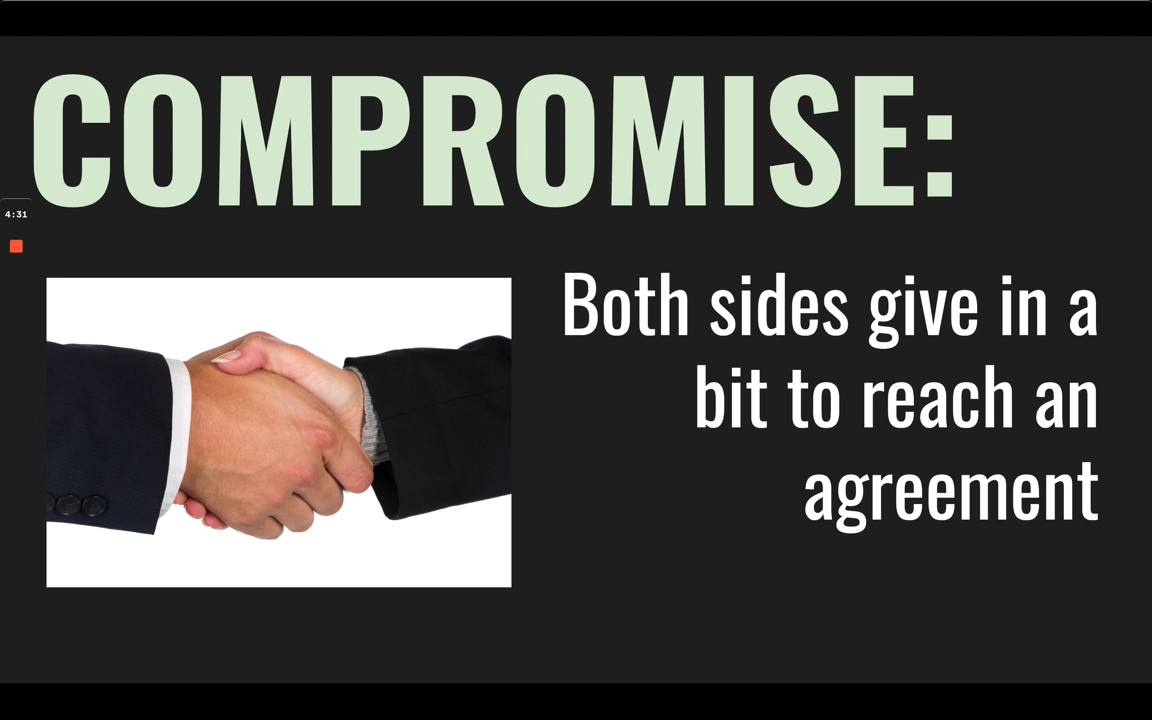 COMPROMISE:
4:31
Both sides give in a
bit to reach an
agreement